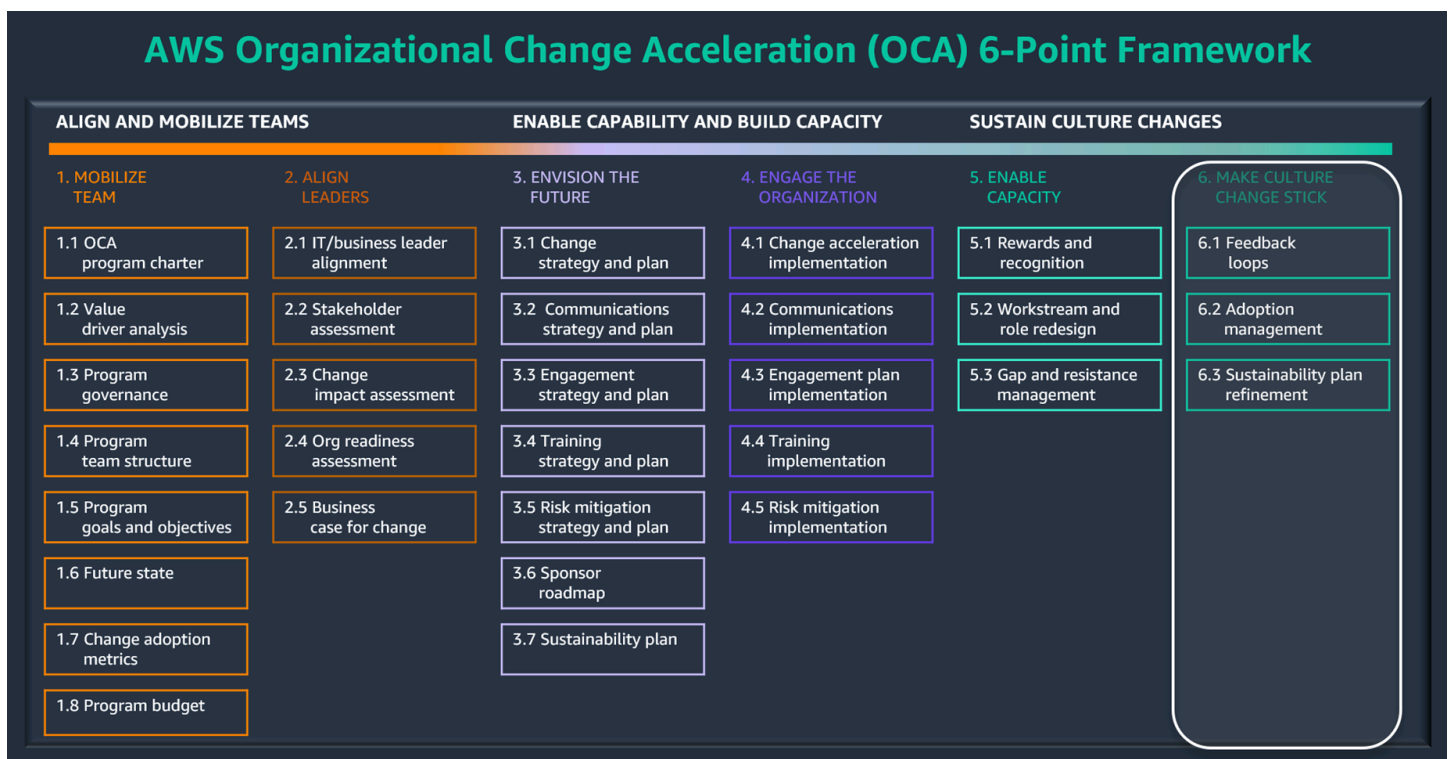 AWS Organizational Change Acceleration (OCA) 6-Point Framework
ALIGN AND MOBILIZE TEAMS
ENABLE CAPABILITY AND BUILD CAPACITY
SUSTAIN CULTURE CHANGES
1. MOBILIZE
TEAM
1.1 OCA
program charter
1.2 Value
driver analysis
1.3 Program
governance
1.4 Program
team structure
1.5 Program
goals and objectives
1.6 Future state
1.7 Change adoption
metrics
1.8 Program budget
2. ALIGN
LEADERS
2.1 IT/business leader
alignment
2.2 Stakeholder
assessment
2.3 Change
impact assessment
2.4 Org readiness
assessment
2.5 Business
case for change
3. ENVISION THE
FUTURE
3.1 Change
strategy and plan
3.2 Communications
strategy and plan
3.3 Engagement
strategy and plan
3.4 Training
strategy and plan
3.5 Risk mitigation
strategy and plan
3.6 Sponsor
roadmap
3.7 Sustainability plan
4. ENGAGE THE
ORGANIZATION
4.1 Change acceleration
implementation
4.2 Communications
implementation
4.3 Engagement plan
implementation
4.4 Training
implementation
4.5 Risk mitigation
implementation
5. ENABLE
CAPACITY
5.1 Rewards and
recognition
5.2 Workstream and
role redesign
5.3 Gap and resistance
management
6. MAKE CULTURE
CHANGE STICK
6.1 Feedback
loops
6.2 Adoption
management
6.3 Sustainability plan
refinement